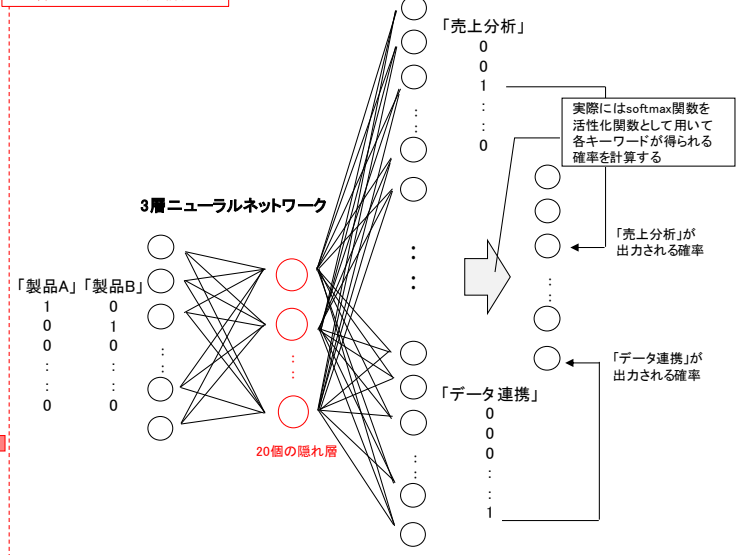 「売上分析」
0
0
1
:
:
0
実際にはsoftmax関数を
活性化関数として用いて
各キーワードが得られる
確率を計算する
3層ニューラルネットワーク
「製品A」「製品B」
1 0
0 1
0 0
: :
: :
0 0
20個の隠れ層
「売上分析」が
出力される確率
「データ連携」が
出力される確率
「データ連携」
0
0
0
:
:
1